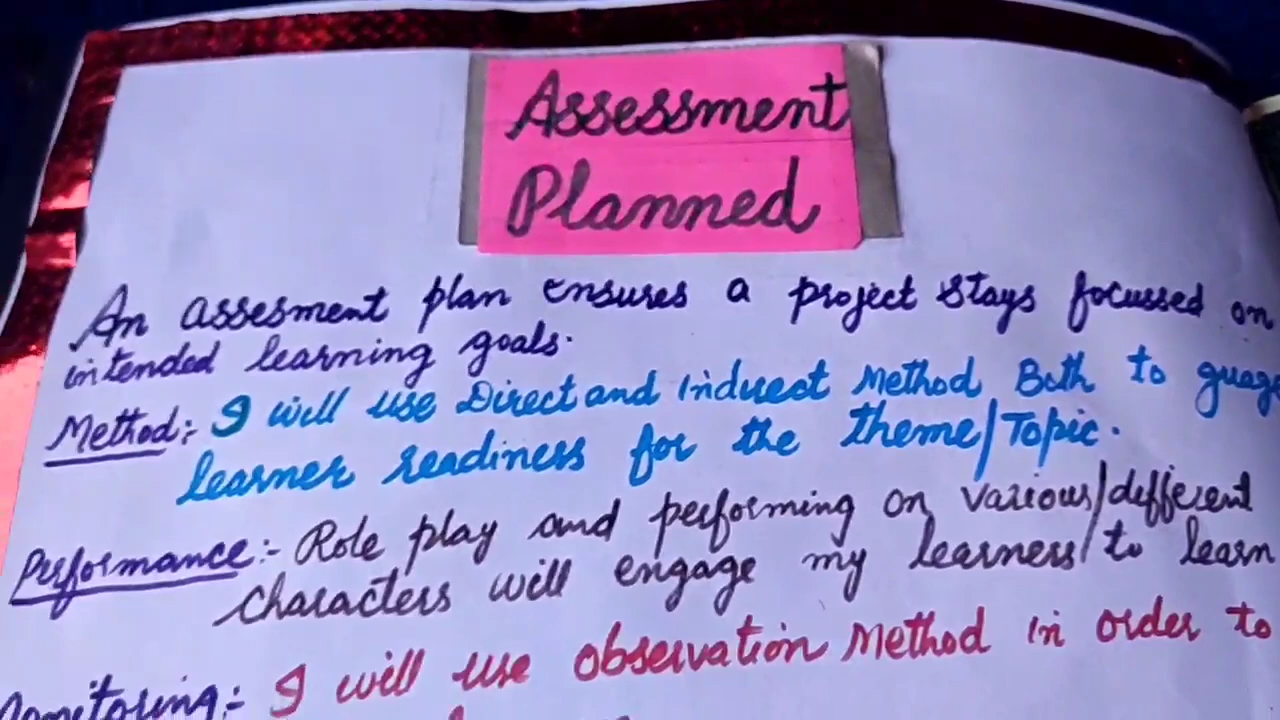 Assessment
Planned
An assesment plan ensures a project stays focussed on
intended learning goals.
Method:- I will use Direct and Indirect Method Both to
learner readiness for the theme/Topic.
Performance:- Role play and performing on various/different
characters will engage my learners/to learn
I will use observation Method in order to